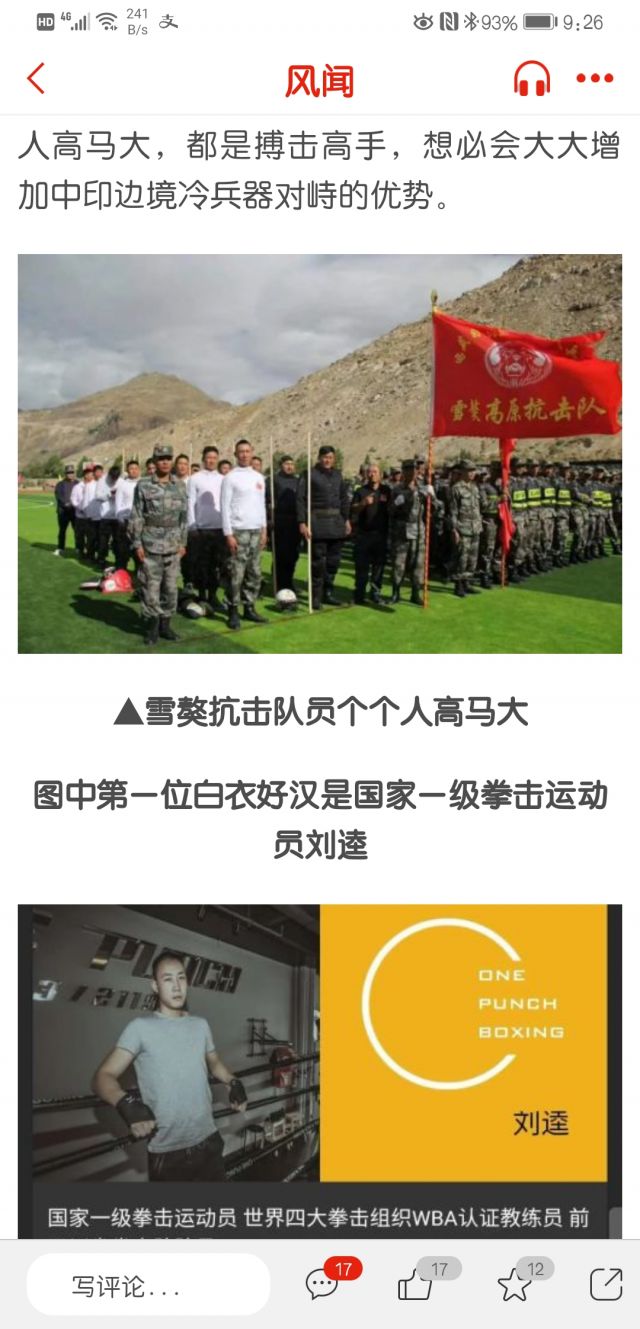 HD 4G 241 B/s 93% 9:26
风闻
人高马大，都是搏击高手，想必会大大增
加中印边境冷兵器对峙的优势。
雪獒高原抗击队
▲雪獒抗击队员个个人高马大
图中第一位白衣好汉是国家一级拳击运动
员刘逵
PUNCH
ONE
PUNCH
BOXING
刘逵
国家一级拳击运动员 世界四大拳击组织WBA认证教练员 前
写评论...
17
17
12